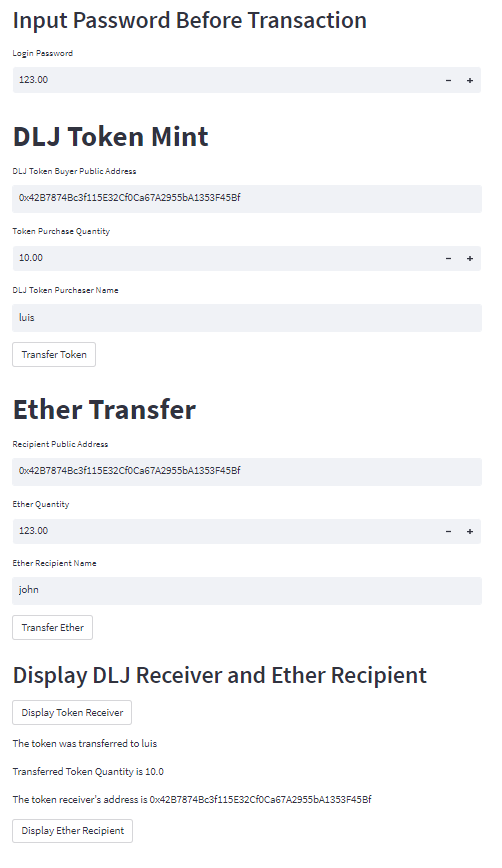 Input Password Before Transaction
Login Password
123.00
− +
DLJ Token Mint
DLJ Token Buyer Public Address
0x42B7874Bc3f115E32Cf0Ca67A2955bA1353F45Bf
Token Purchase Quantity
10.00
− +
DLJ Token Purchaser Name
luis
Transfer Token
Ether Transfer
Recipient Public Address
0x42B7874Bc3f115E32Cf0Ca67A2955bA1353F45Bf
Ether Quantity
123.00
− +
Ether Recipient Name
john
Transfer Ether
Display DLJ Receiver and Ether Recipient
Display Token Receiver
The token was transferred to luis
Transferred Token Quantity is 10.0
The token receiver's address is 0x42B7874Bc3f115E32Cf0Ca67A2955bA1353F45Bf
Display Ether Recipient